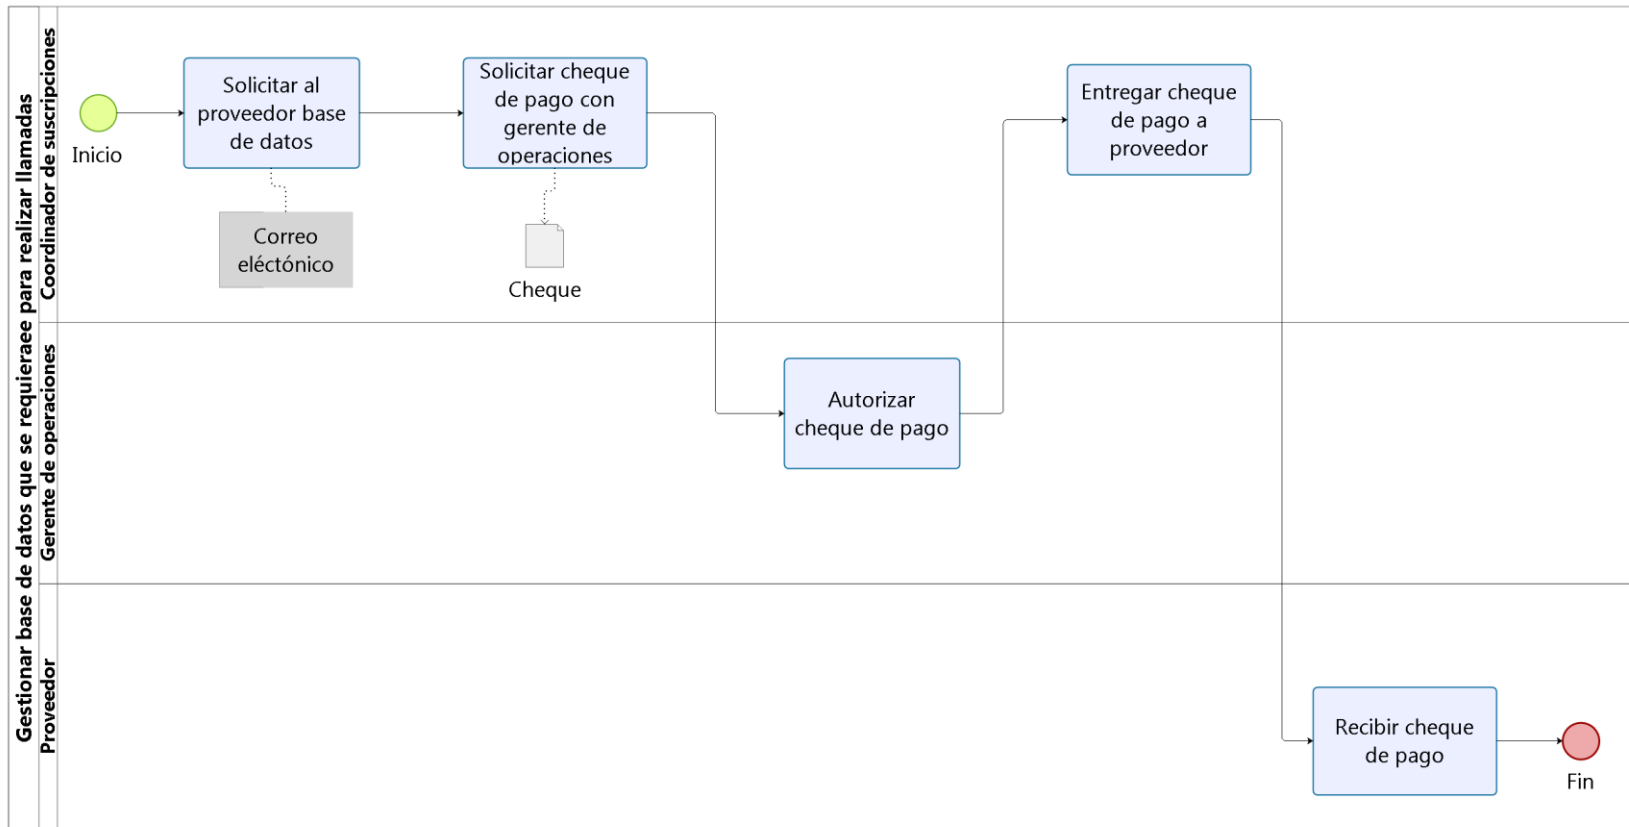 Gestionar base de datos que se requieraee para realizar llamadas
Coordinador de suscripciones
Inicio
Solicitar al
proveedor base
de datos
Correo
eléctónico
Solicitar cheque
de pago con
gerente de
operaciones
Cheque
Entregar cheque
de pago a
proveedor
Gerente de operaciones
Autorizar
cheque de pago
Proveedor
Recibir cheque
de pago
Fin